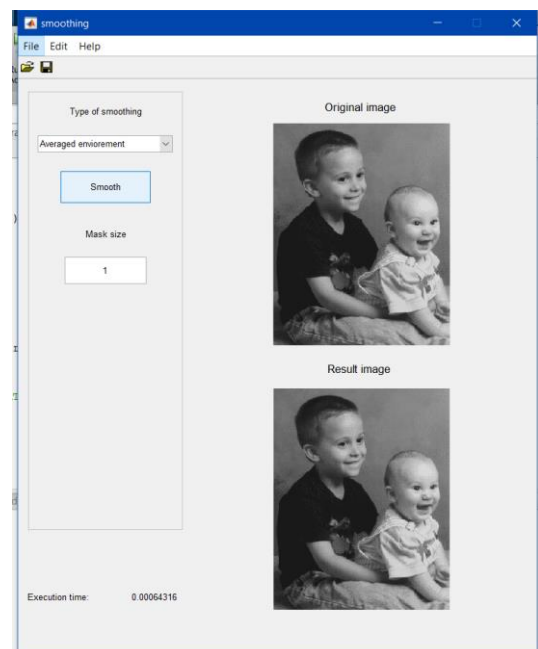 smoothing
File Edit Help
Type of smoothing
Original image
Averaged enviorement
Smooth
Mask size
1
Result image
Execution time: 0.00064316